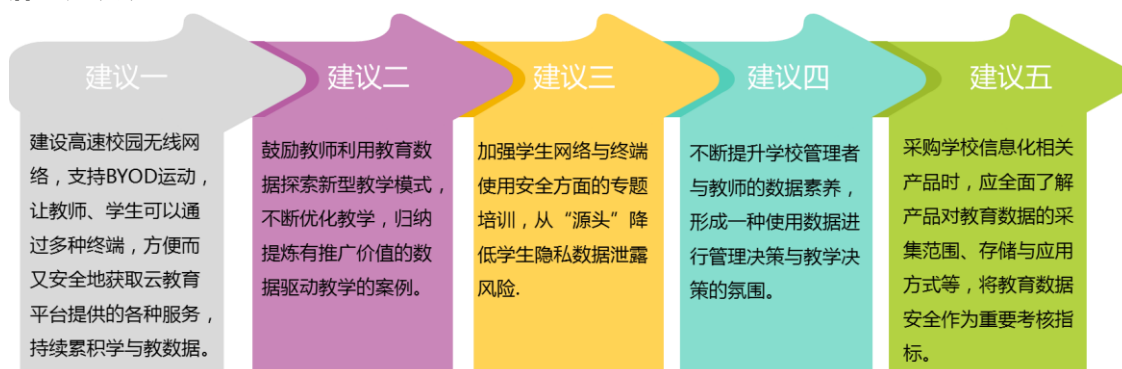 建议一
建设高速校园无线网
络，支持BYOD运动，
让教师、学生可以通
过多种终端，方便而
又安全地获取云教育
平台提供的各种服务，
持续累积学与教数据。
建议二
鼓励教师利用教育数
据探索新型教学模式，
不断优化教学，归纳
提炼有推广价值的数
据驱动教学的案例。
建议三
加强学生网络与终端
使用安全方面的专题
培训，从“源头”降
低学生隐私数据泄露
风险.
建议四
不断提升学校管理者
与教师的数据素养，
形成一种使用数据进
行管理决策与教学决
策的氛围。
建议五
采购学校信息化相关
产品时，应全面了解
产品对教育数据的采
集范围、存储与应用
方式等，将教育数据
安全作为重要考核指
标。